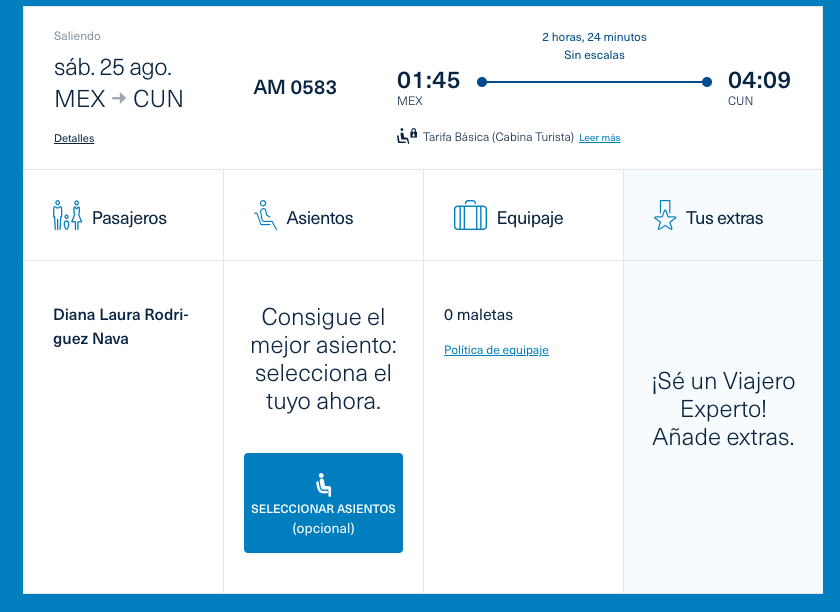 Saliendo
sáb. 25 ago.
MEX → CUN
Detalles
AM 0583
2 horas, 24 minutos
Sin escalas
01:45
MEX
04:09
CUN
Tarifa Básica (Cabina Turista) Leer más
Pasajeros
Asientos
Equipaje
Tus extras
Diana Laura Rodri-
guez Nava
Consigue el
mejor asiento:
selecciona el
tuyo ahora.
SELECCIONAR ASIENTOS
(opcional)
0 maletas
Política de equipaje
¡Sé un Viajero
Experto!
Añade extras.